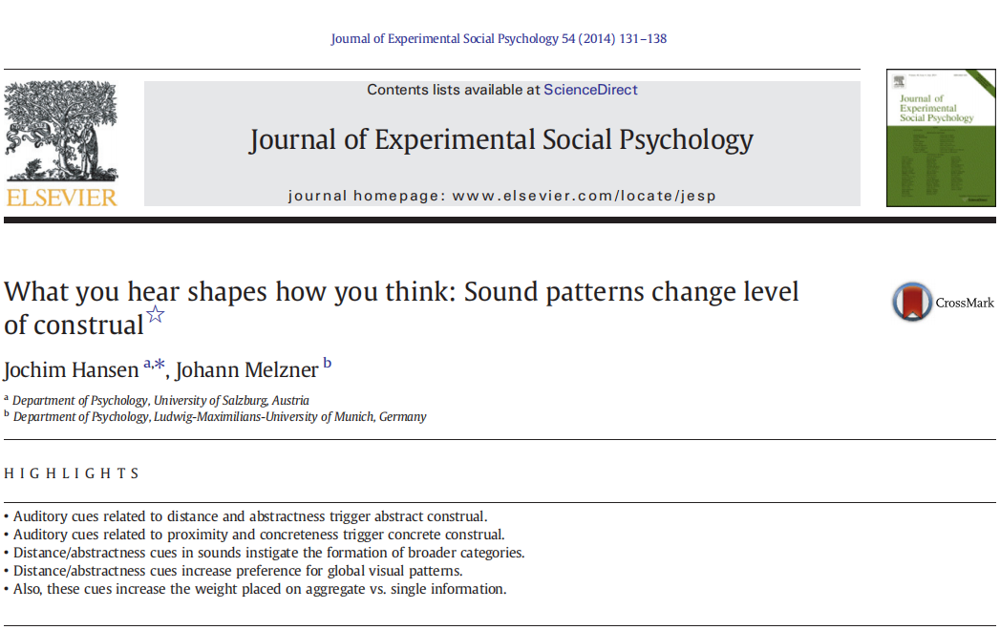 Journal of Experimental Social Psychology 54 (2014) 131–138
Contents lists available at ScienceDirect
Journal of Experimental Social Psychology
journal homepage: www.elsevier.com/locate/jesp
ELSEVIER
Journal of
Experimental
Social Psychology
What you hear shapes how you think: Sound patterns change level
of construal☆
CrossMark
Jochim Hansen a,*, Johann Melzner b
a Department of Psychology, University of Salzburg, Austria
b Department of Psychology, Ludwig-Maximilians-University of Munich, Germany
HIGHLIGHTS
• Auditory cues related to distance and abstractness trigger abstract construal.
• Auditory cues related to proximity and concreteness trigger concrete construal.
• Distance/abstractness cues in sounds instigate the formation of broader categories.
• Distance/abstractness cues increase preference for global visual patterns.
• Also, these cues increase the weight placed on aggregate vs. single information.